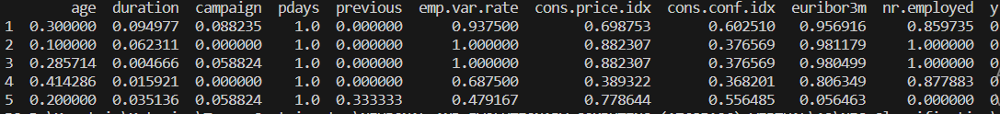 age duration campaign pdays previous emp.var.rate cons.price.idx cons.conf.idx euribor3m nr.employed y
1 0.300000 0.094977 0.088235 1.0 0.000000 0.937500 0.698753 0.602510 0.956916 0.859735 0
2 0.100000 0.062311 0.000000 1.0 0.000000 1.000000 0.882307 0.376569 0.981179 1.000000 0
3 0.285714 0.004666 0.058824 1.0 0.000000 1.000000 0.882307 0.376569 0.980499 1.000000 0
4 0.414286 0.015921 0.000000 1.0 0.000000 0.687500 0.389322 0.368201 0.806349 0.877883 0
5 0.200000 0.035136 0.058824 1.0 0.333333 0.479167 0.778644 0.556485 0.056463 0.000000 0